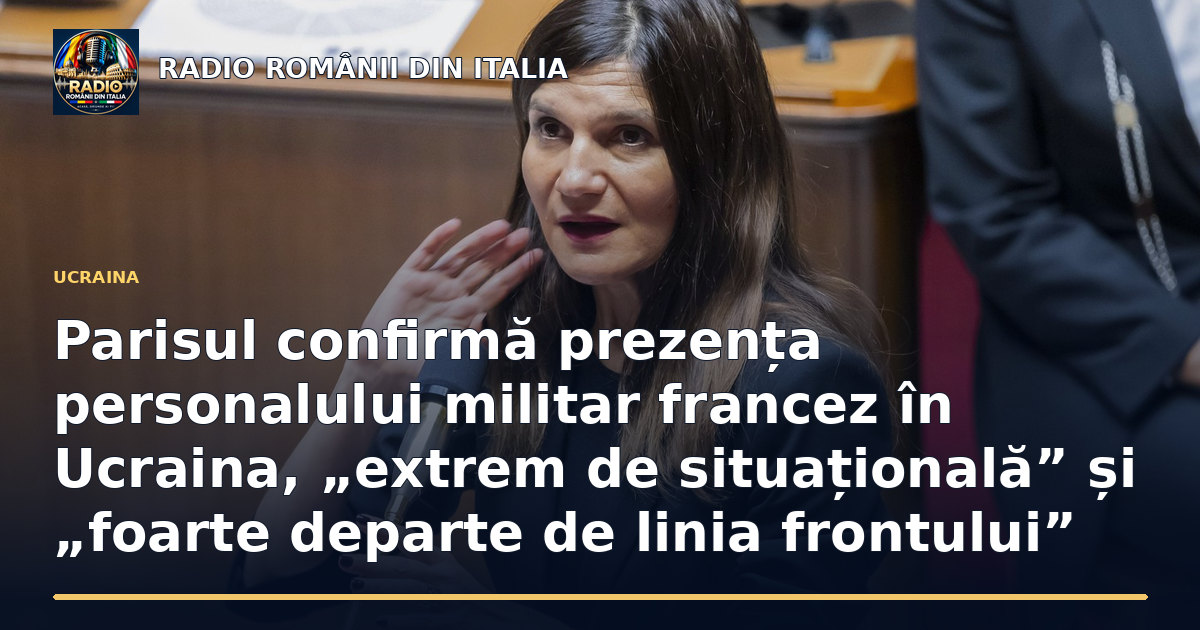 RADIO
ROMÂNII DIN ITALIA
RADIO ROMÂNII DIN ITALIA
UCRAINA
Parisul confirmă prezența
personalului militar francez în
Ucraina, „extrem de situațională” și
„foarte departe de linia frontului”